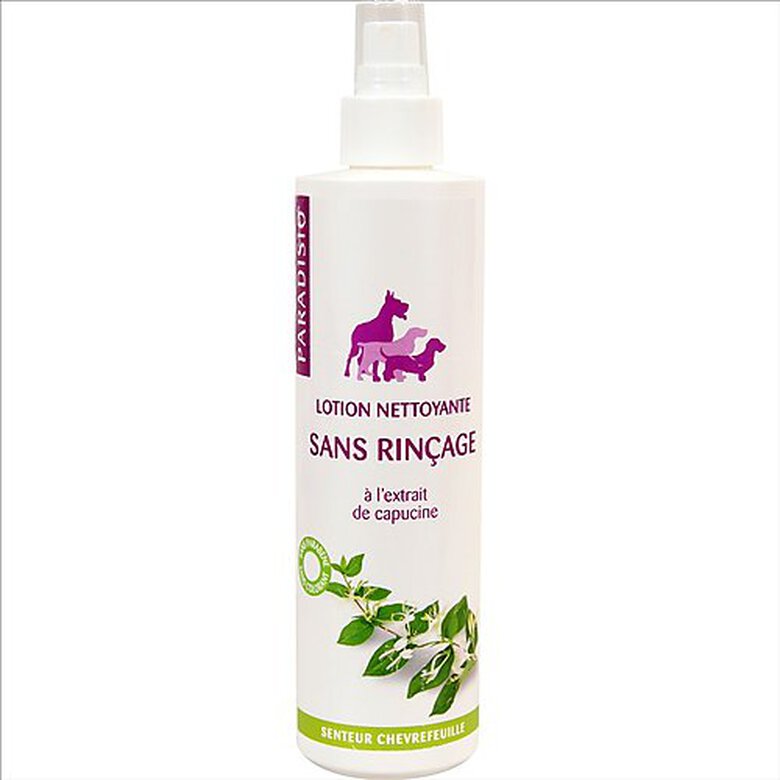 PARADISIO
LOTION NETTOYANTE
SANS RINÇAGE
à l'extrait
de capucine
SENTEUR CHEVREFEUILLE